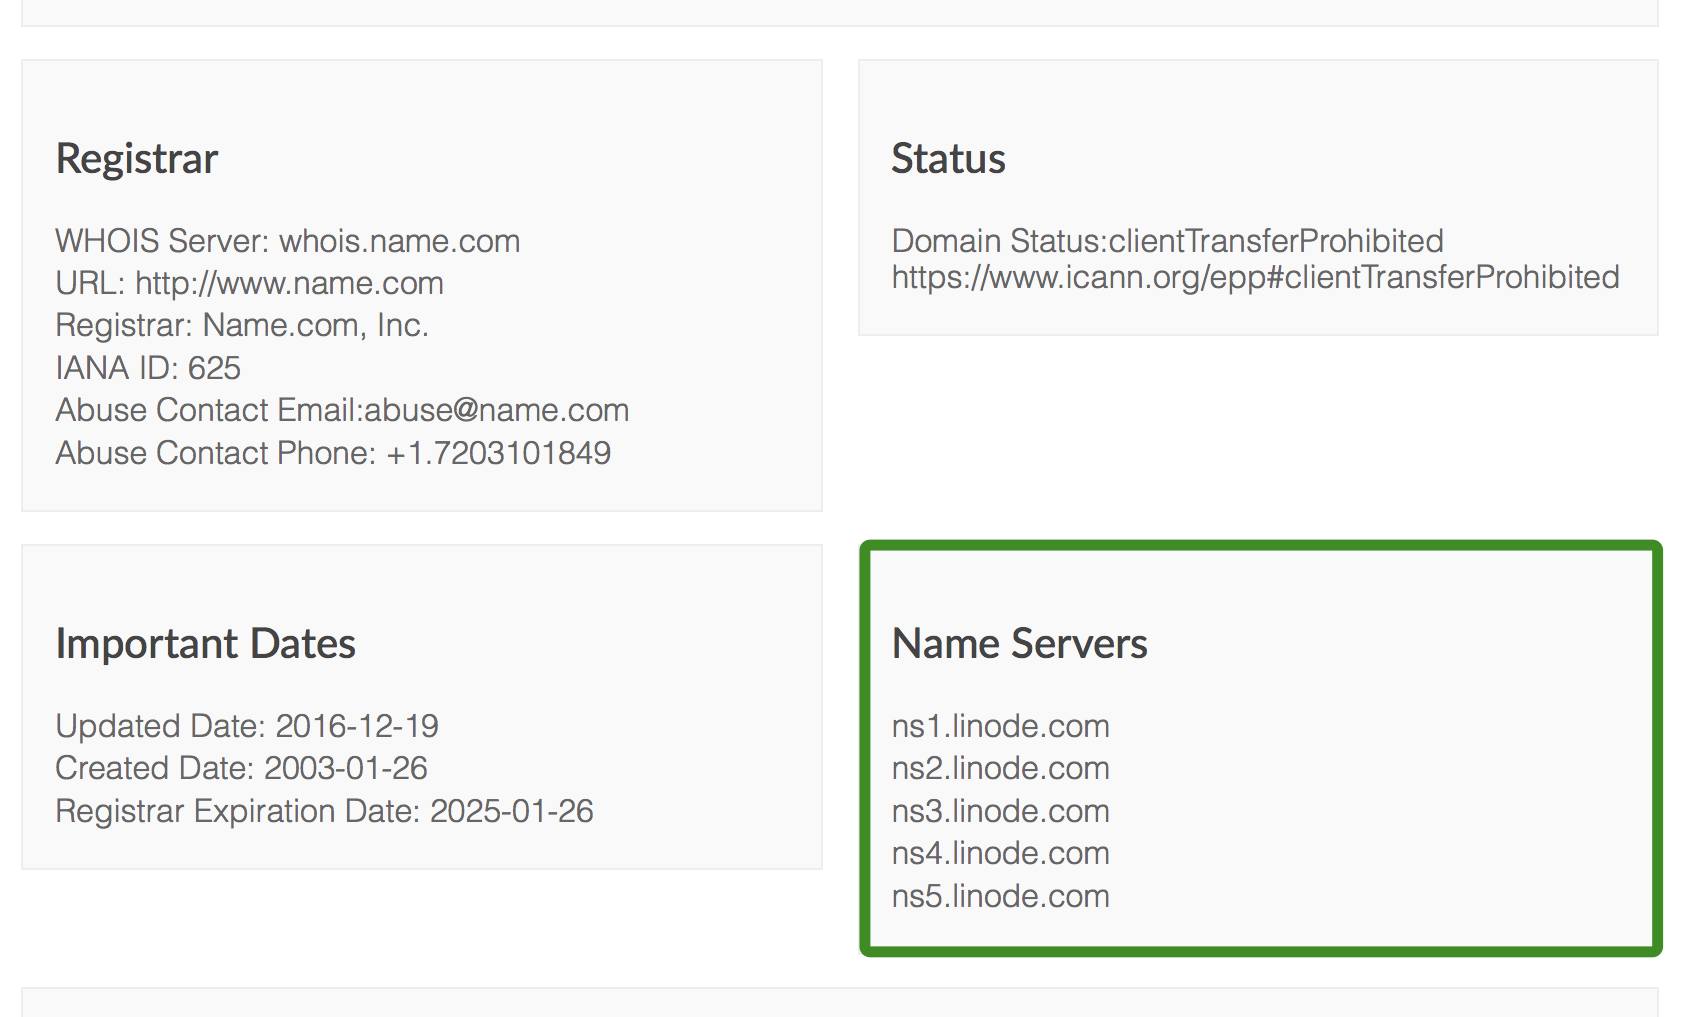 Registrar
WHOIS Server: whois.name.com
URL: http://www.name.com
Registrar: Name.com, Inc.
IANA ID: 625
Abuse Contact Email:abuse@name.com
Abuse Contact Phone: +1.7203101849
Status
Domain Status:clientTransferProhibited
https://www.icann.org/epp#clientTransferProhibited
Important Dates
Updated Date: 2016-12-19
Created Date: 2003-01-26
Registrar Expiration Date: 2025-01-26
Name Servers
ns1.linode.com
ns2.linode.com
ns3.linode.com
ns4.linode.com
ns5.linode.com